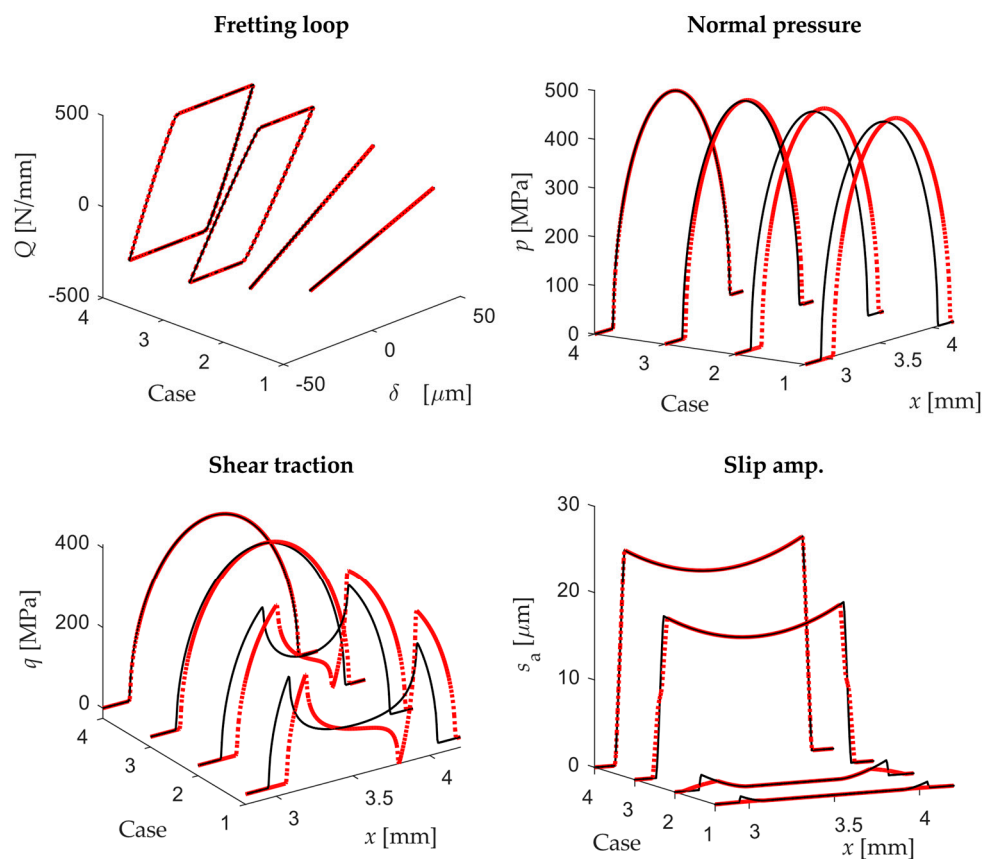 Fretting loop
500
0
-500
Q [N/mm]
4
3
2
1
Case
-50
0
50
δ [μm]
Normal pressure
500
400
300
200
100
0
p [MPa]
4
3
2
1
Case
3
3.5
4
x [mm]
Shear traction
400
200
0
q [MPa]
4
3
2
1
Case
3
3.5
4
x [mm]
Slip amp.
30
20
10
0
sₐ [μm]
4
3
2
1
Case
3
3.5
4
x [mm]